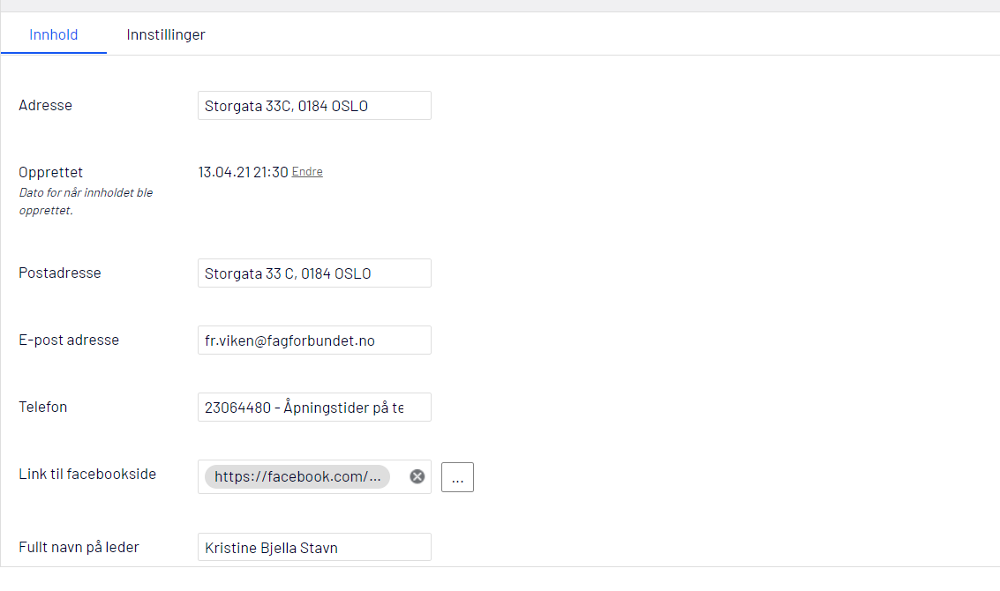 Innhold Innstillinger
Adresse Storgata 33C, 0184 OSLO
Opprettet 13.04.21 21:30 Endre
Dato for når innholdet ble
opprettet.
Postadresse Storgata 33 C, 0184 OSLO
E-post adresse fr.viken@fagforbundet.no
Telefon 23064480 - Åpningstider på te
Link til facebookside https://facebook.com/... ...
Fullt navn på leder Kristine Bjella Stavn